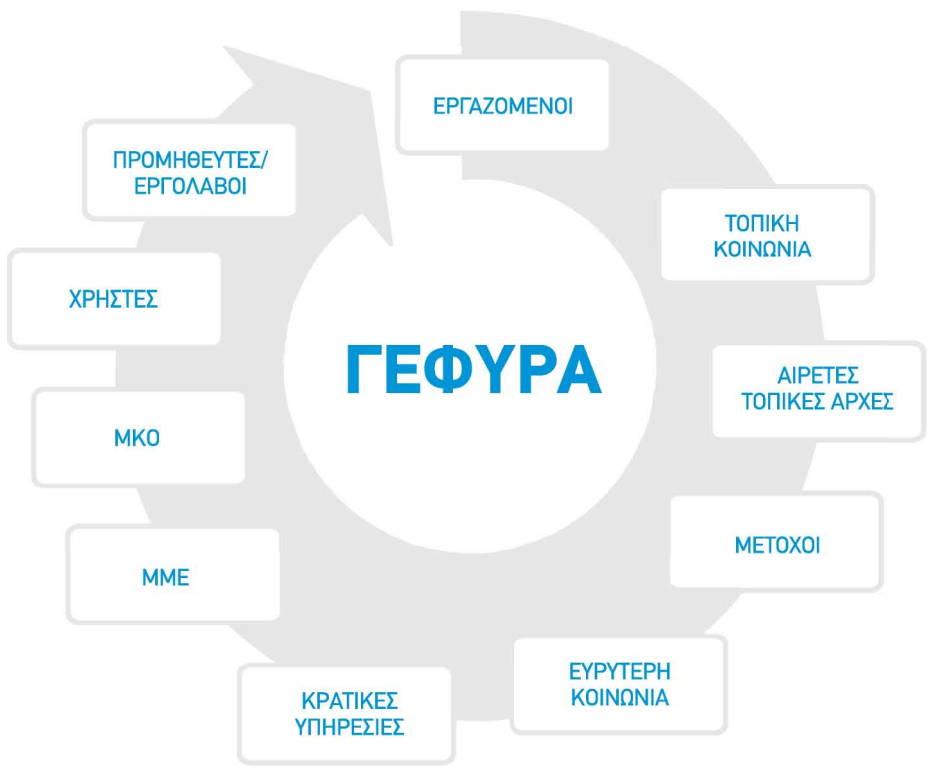 ΕΡΓΑΖΟΜΕΝΟΙ
ΤΟΠΙΚΗ
ΚΟΙΝΩΝΙΑ
ΑΙΡΕΤΕΣ
ΤΟΠΙΚΕΣ ΑΡΧΕΣ
ΜΕΤΟΧΟΙ
ΕΥΡΥΤΕΡΗ
ΚΟΙΝΩΝΙΑ
ΚΡΑΤΙΚΕΣ
ΥΠΗΡΕΣΙΕΣ
ΜΜΕ
ΜΚΟ
ΧΡΗΣΤΕΣ
ΠΡΟΜΗΘΕΥΤΕΣ/
ΕΡΓΟΛΑΒΟΙ
ΓΕΦΥΡΑ